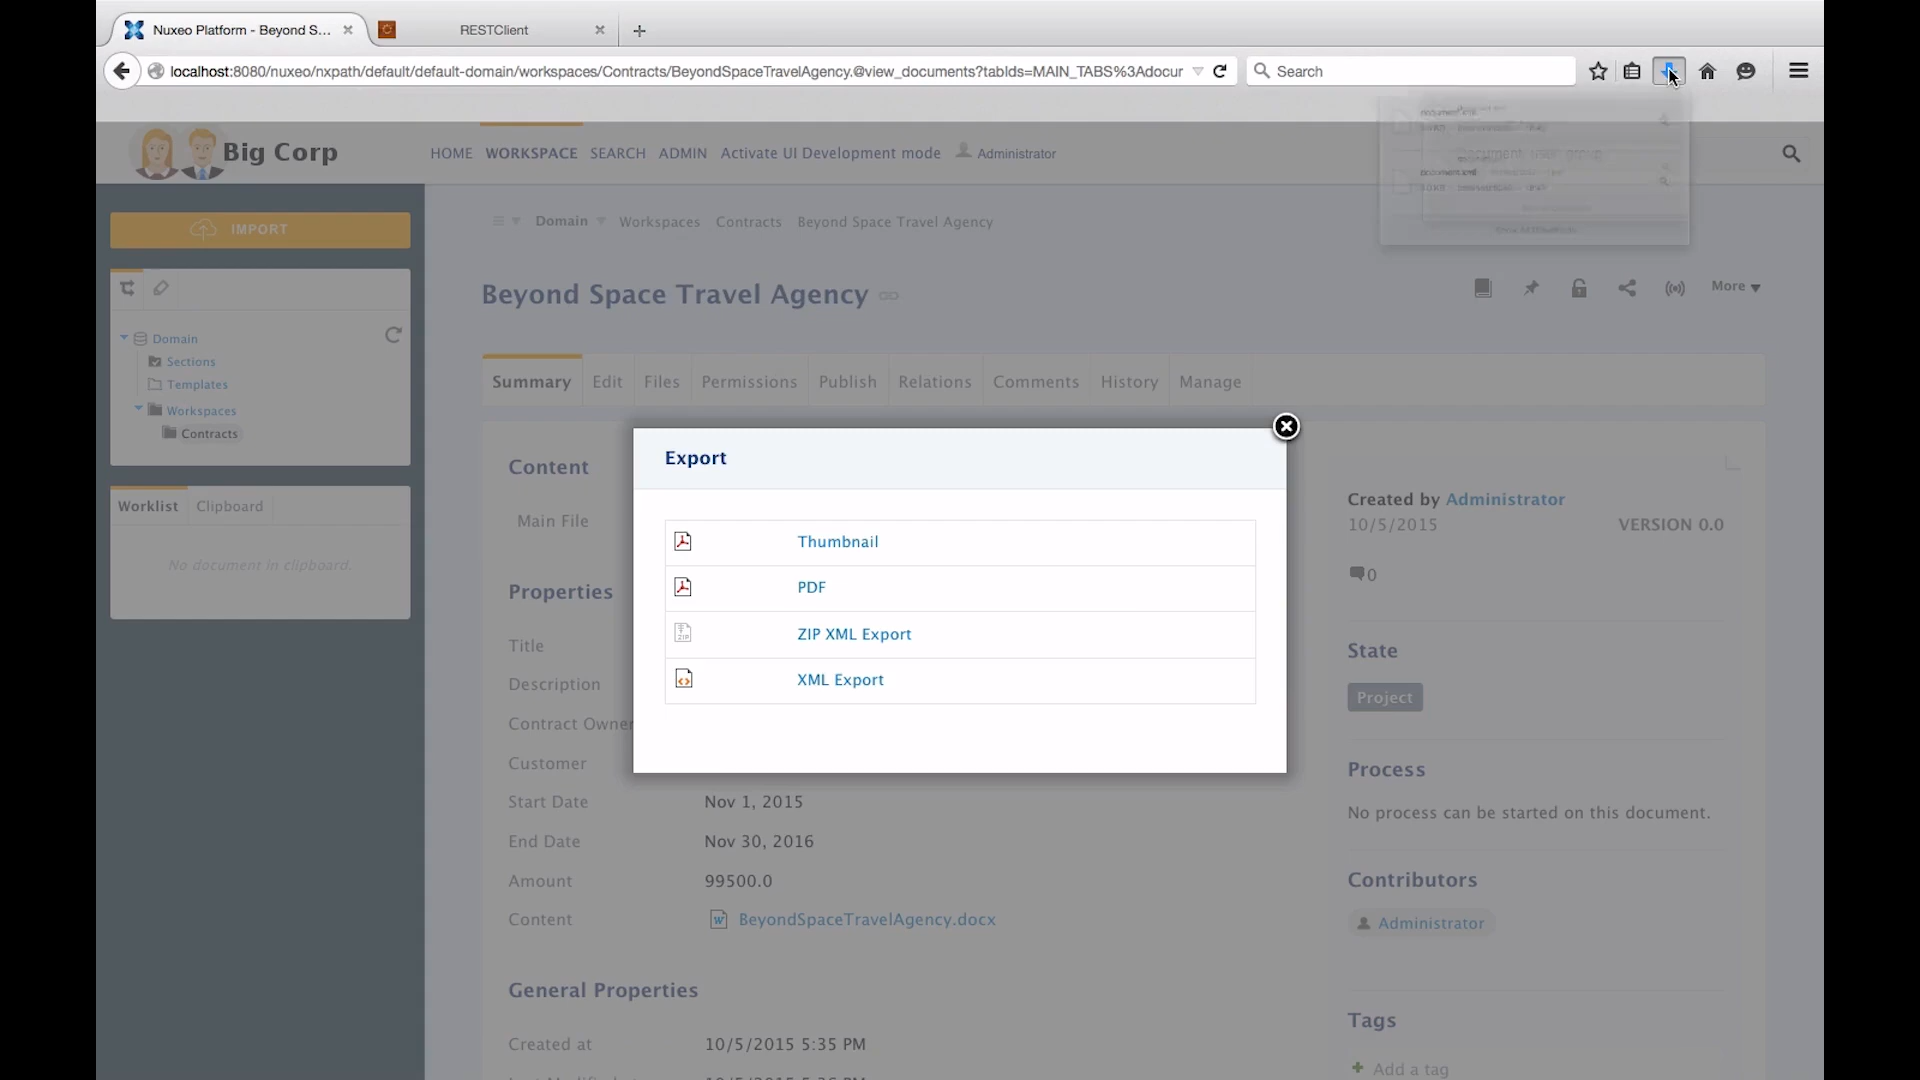 Nuxeo Platform - Beyond S...
RESTClient
localhost:8080/nuxeo/nxpath/default/default-domain/workspaces/Contracts/BeyondSpaceTravelAgency.@view_documents?tabIds=MAIN_TABS%3Adocur
Search
Big Corp
HOME WORKSPACE SEARCH ADMIN Activate UI Development mode Administrator
IMPORT
Domain Workspaces Contracts Beyond Space Travel Agency
Beyond Space Travel Agency
More
Domain
Sections
Templates
Workspaces
Contracts
Worklist Clipboard
No document in clipboard.
Summary Edit Files Permissions Publish Relations Comments History Manage
Export
Thumbnail
PDF
ZIP
ZIP XML Export
XML Export
Content
Main File
Properties
Title
Description
Contract Owner
Customer
Start Date Nov 1, 2015
End Date Nov 30, 2016
Amount 99500.0
Content BeyondSpaceTravelAgency.docx
General Properties
Created at 10/5/2015 5:35 PM
Created by Administrator
10/5/2015 VERSION 0.0
0
State
Project
Process
No process can be started on this document.
Contributors
Administrator
Tags
Add a tag